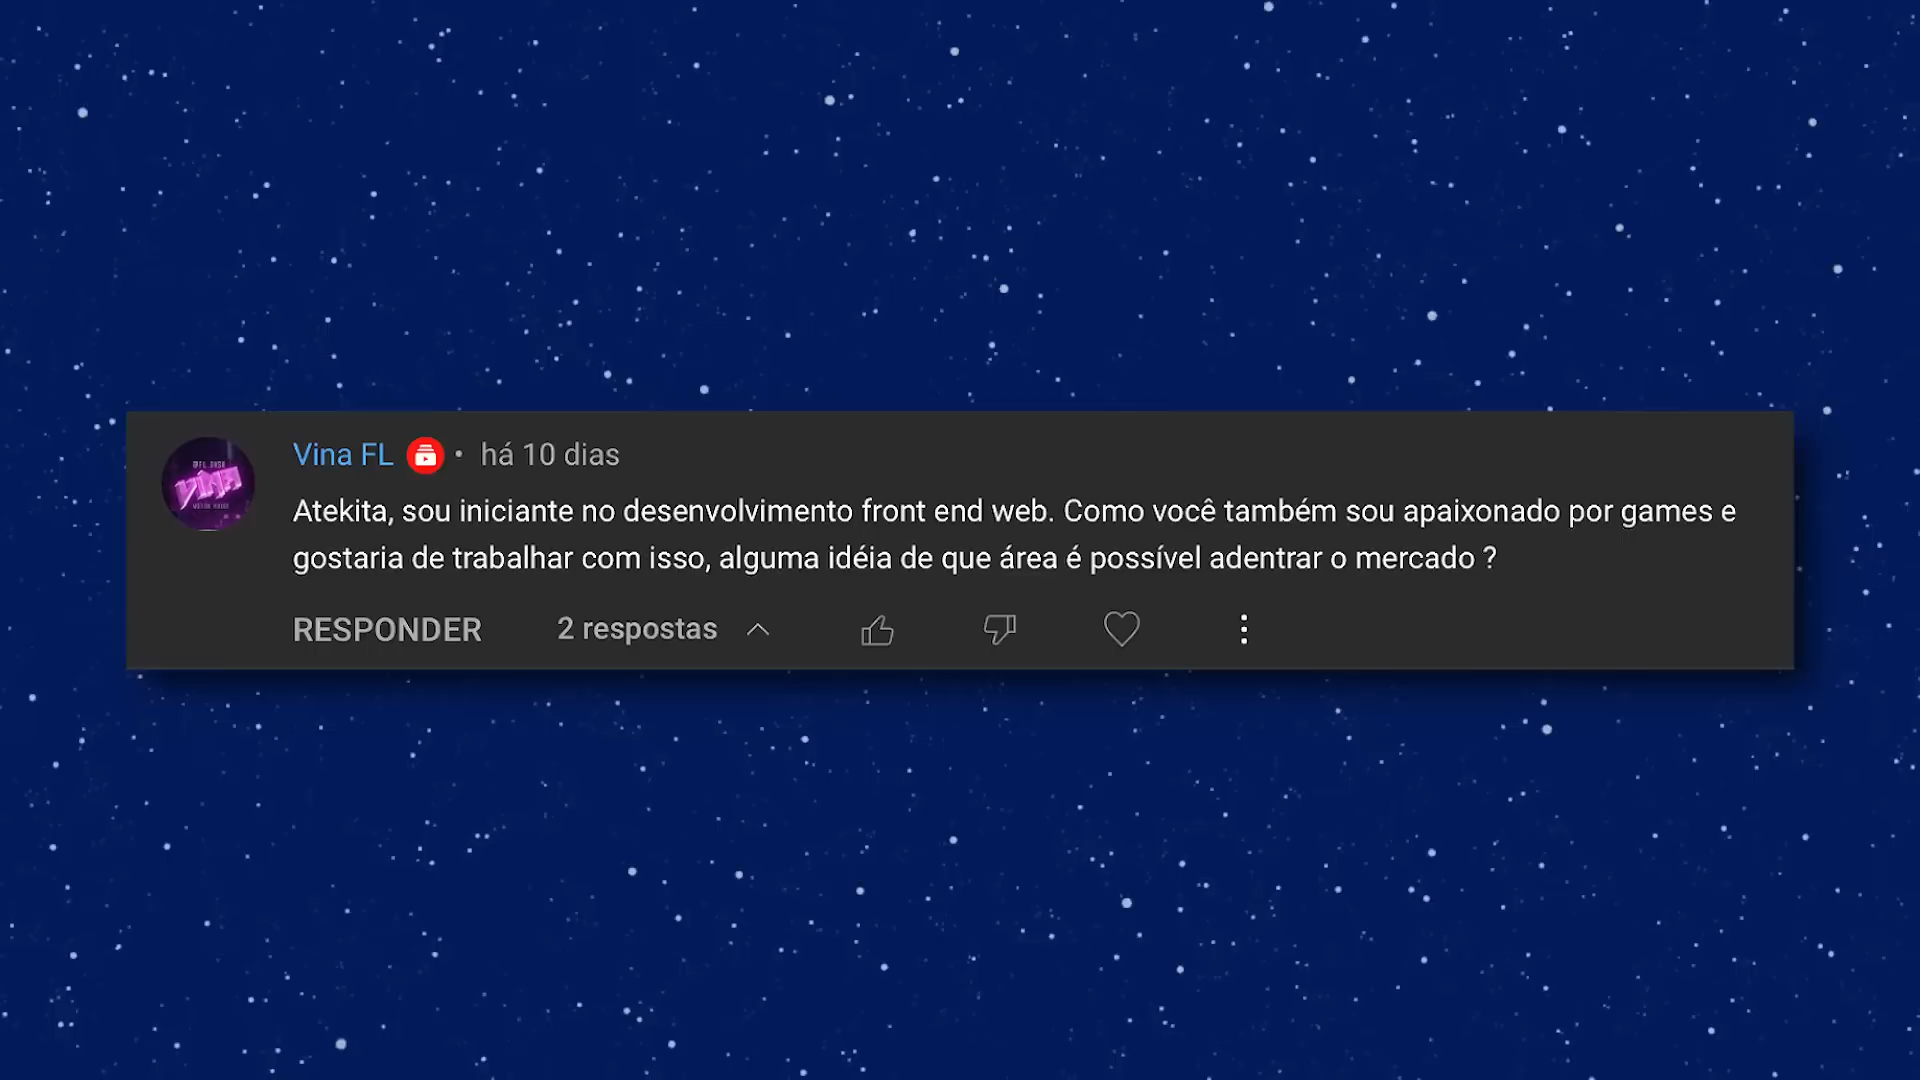 Vina FL • há 10 dias
Atekita, sou iniciante no desenvolvimento front end web. Como você também sou apaixonado por games e
gostaria de trabalhar com isso, alguma idéia de que área é possível adentrar o mercado ?
RESPONDER 2 respostas
VINA